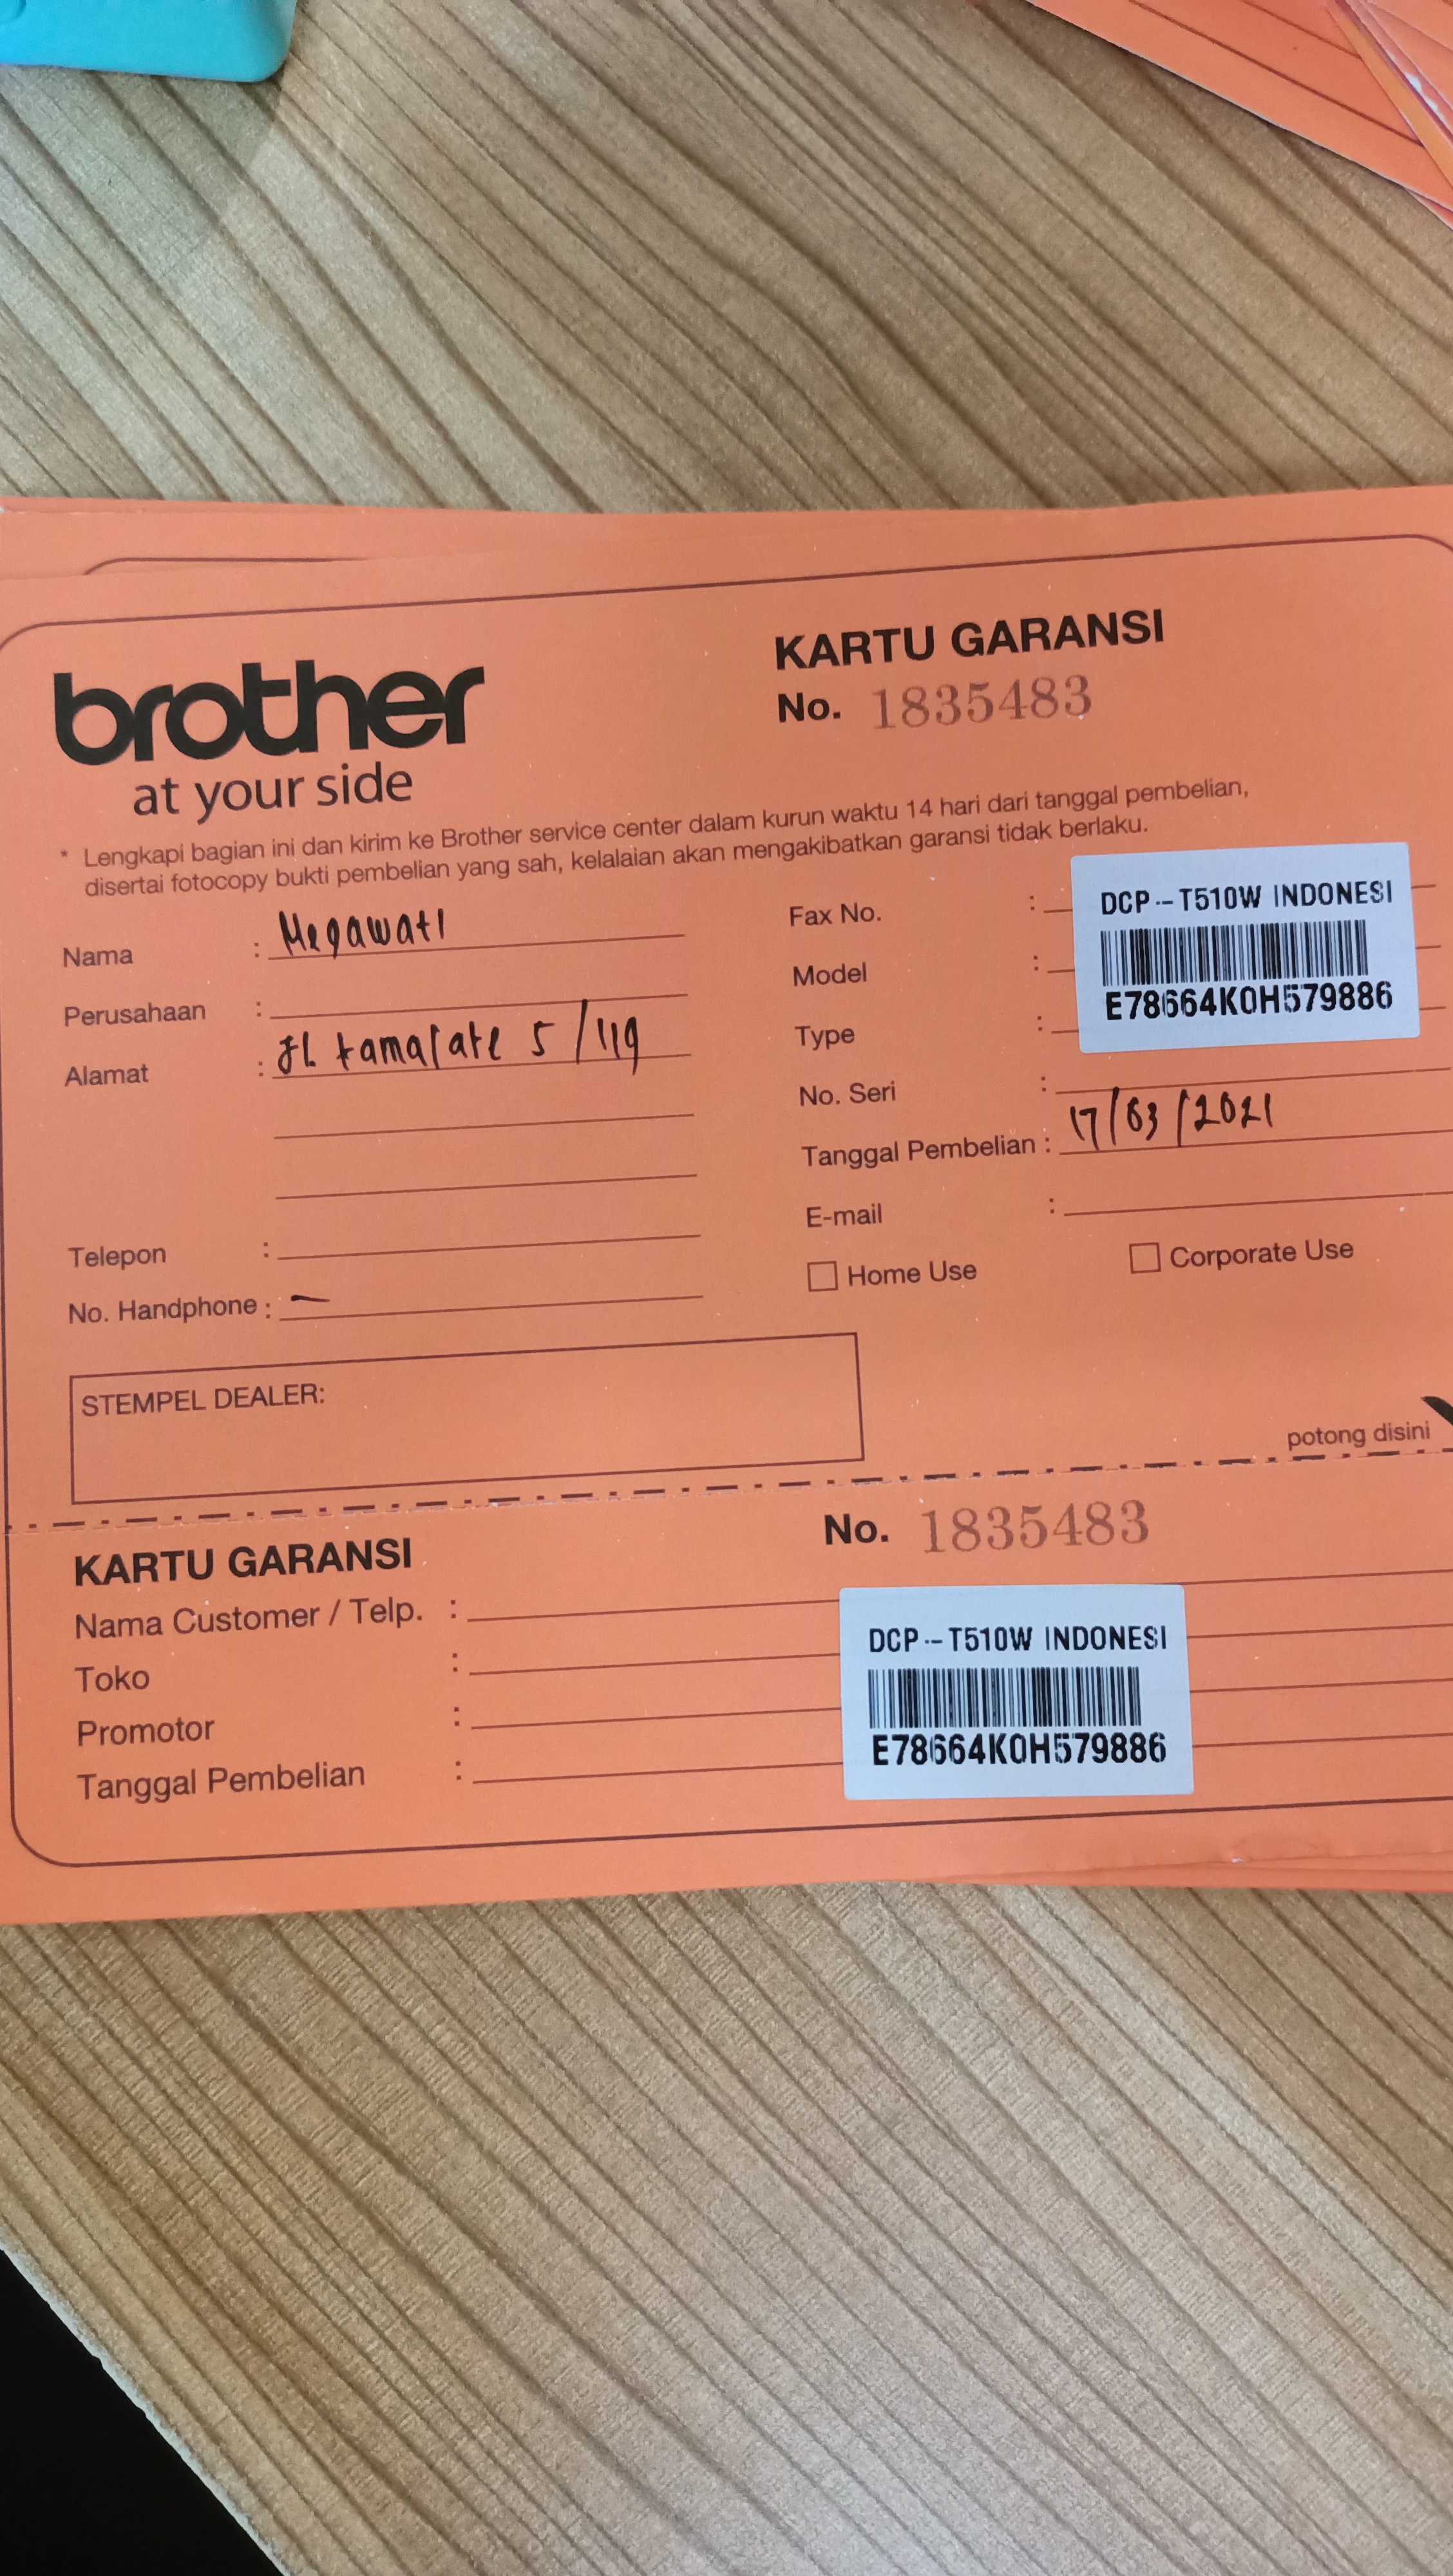 brother
at your side
KARTU GARANSI
No. 1835483
* Lengkapi bagian ini dan kirim ke Brother service center dalam kurun waktu 14 hari dari tanggal pembelian,
disertai fotocopy bukti pembelian yang sah, kelalaian akan mengakibatkan garansi tidak berlaku.
Nama : Megawati
Perusahaan :
Alamat : Jl tamalate 5 / 119
Telepon :
No. Handphone : -
Fax No. :
Model :
Type :
No. Seri :
DCP-T510W INDONESI
E78664K0H579886
Tanggal Pembelian : 17/03/2021
E-mail :
Home Use
Corporate Use
STEMPEL DEALER:
potong disini
KARTU GARANSI
No. 1835483
Nama Customer / Telp. :
Toko :
Promotor :
Tanggal Pembelian :
DCP-T510W INDONESI
E78664K0H579886